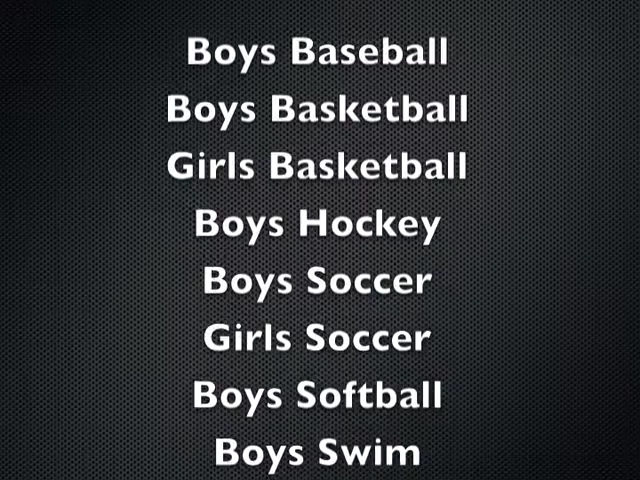 Boys Baseball
Boys Basketball
Girls Basketball
Boys Hockey
Boys Soccer
Girls Soccer
Boys Softball
Boys Swim